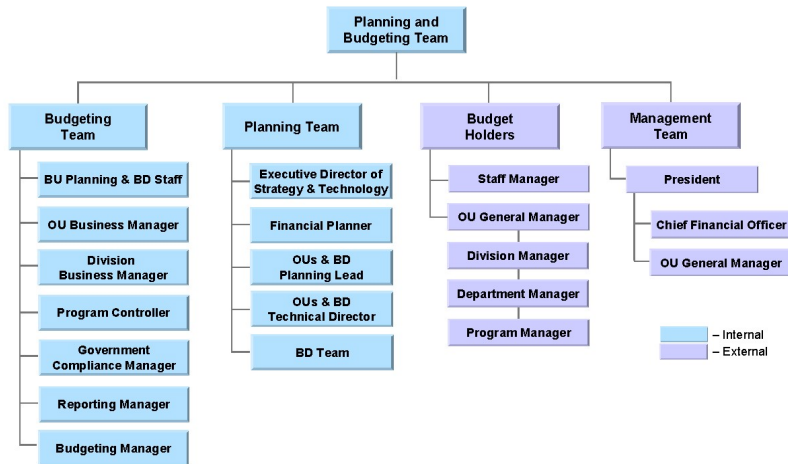 Planning and
Budgeting Team
Budgeting
Team
Planning Team
Budget
Holders
Management
Team
BU Planning & BD Staff
OU Business Manager
Division
Business Manager
Program Controller
Government
Compliance Manager
Reporting Manager
Budgeting Manager
Executive Director of
Strategy & Technology
Financial Planner
OUs & BD
Planning Lead
OUs & BD
Technical Director
BD Team
Staff Manager
OU General Manager
Division Manager
Department Manager
Program Manager
President
Chief Financial Officer
OU General Manager
– Internal
– External